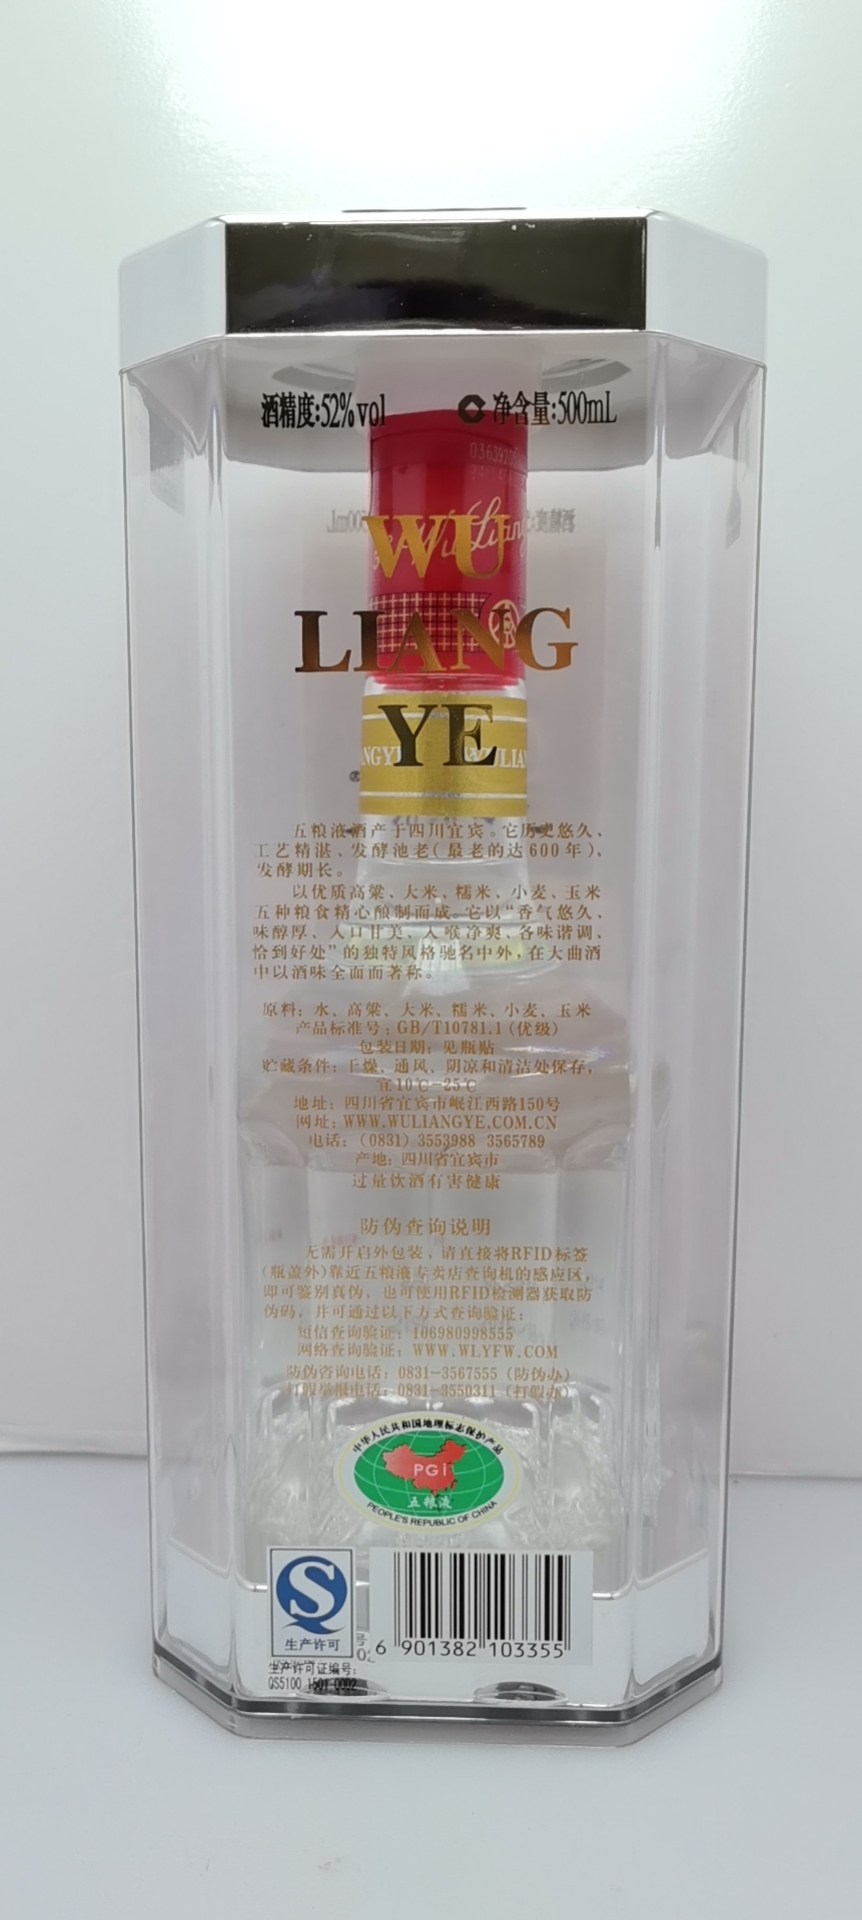 酒精度:52%vol 净含量:500mL
WU
LIANG
YE
五粮液酒产于四川宜宾。它历史悠久、
工艺精湛、发酵池老(最老的达600年)、
发酵期长。
以优质高粱、大米、糯米、小麦、玉米
五种粮食精心酿制而成。它以“香气悠久、
味醇厚、入口甘美、入喉净爽、各味谐调、
恰到好处”的独特风格驰名中外,在大曲酒
中以酒味全面而著称。
原料: 水、高粱、大米、糯米、小麦、玉米
产品标准号: GB/T10781.1 (优级)
包装日期: 见瓶贴
贮藏条件: 干燥、通风、阴凉和清洁处保存,
宜10℃-25℃
地址: 四川省宜宾市岷江西路150号
网址: WWW.WULIANGYE.COM.CN
电话: (0831) 3553988 3565789
产地: 四川省宜宾市
过量饮酒有害健康
防伪查询说明
无需开启外包装, 请直接将RFID标签
(瓶盖外)靠近五粮液专卖店查询机的感应区,
即可鉴别真伪, 也可使用RFID检测器获取防
伪码, 并可通过以下方式查询验证:
短信查询验证: 106980998555
网络查询验证: WWW.WLYFW.COM
防伪咨询电话: 0831-3567555 (防伪办)
打假举报电话: 0831-3550311 (打假办)
中华人民共和国地理标志保护产品
PGI
五粮液
PEOPLE'S REPUBLIC OF CHINA
生产许可
生产许可证编号:
QS5100 1501 0002
6 901382 103355